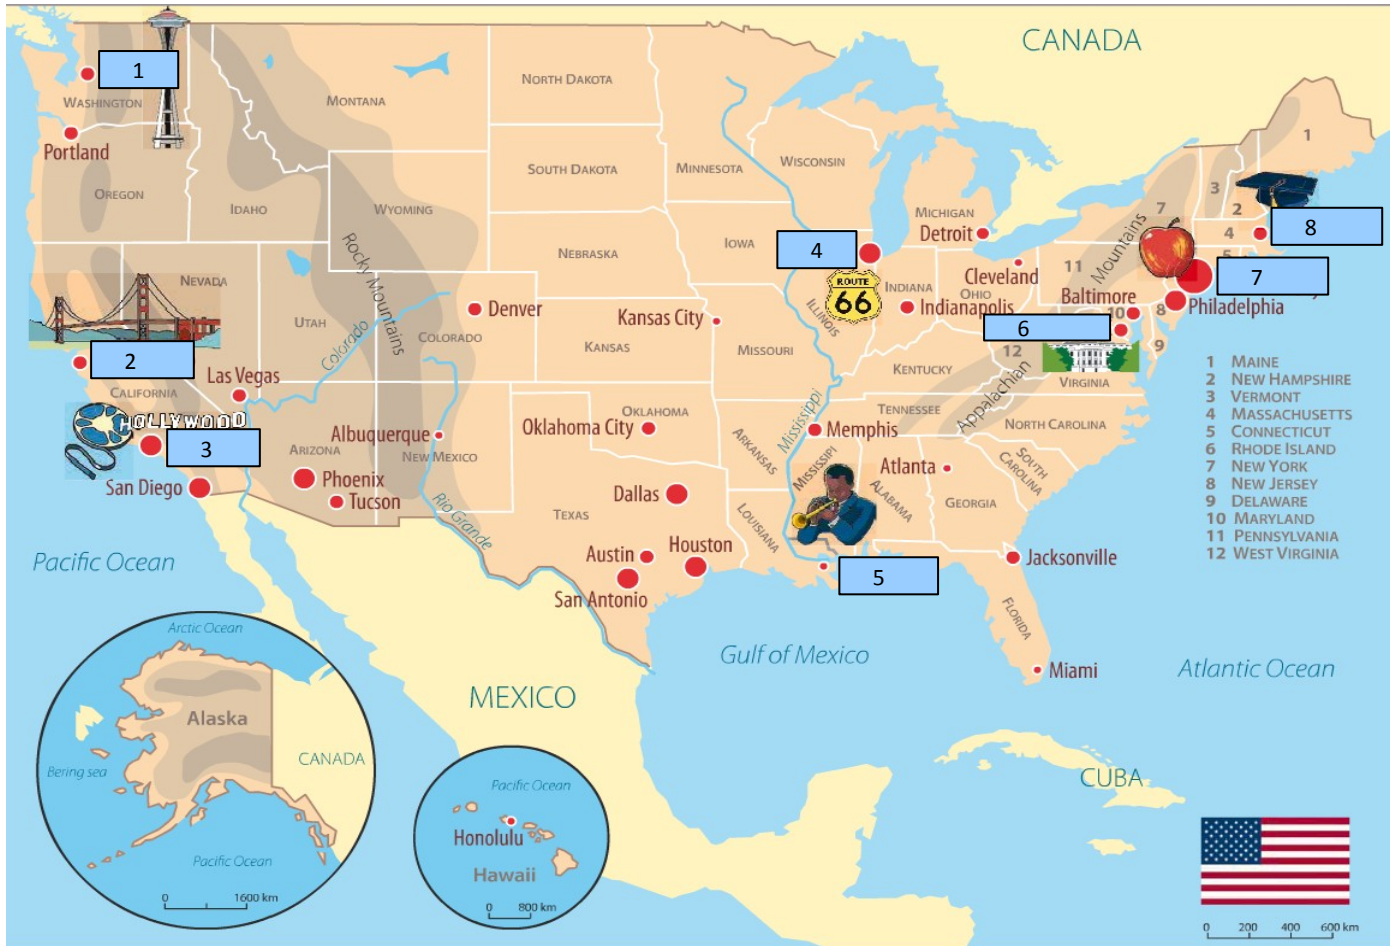 CANADA
1
WASHINGTON
Portland
OREGON
IDAHO
MONTANA
WYOMING
NORTH DAKOTA
SOUTH DAKOTA
NEBRASKA
MINNESOTA
WISCONSIN
IOWA
MICHIGAN
Detroit
4
ROUTE
66
ILLINOIS
INDIANA
Indianapolis
OHIO
Cleveland
1
2
3
4
5
7
8
7
11
Mountains
Baltimore
Philadelphia
10
8
9
6
12
VIRGINIA
Appalachian
NEVADA
UTAH
Rocky Mountains
Colorado
COLORADO
Denver
Kansas City
KANSAS
MISSOURI
KENTUCKY
TENNESSEE
NORTH CAROLINA
SOUTH CAROLINA
2
CALIFORNIA
Las Vegas
HOLLYWOOD
3
San Diego
ARIZONA
Phoenix
Tucson
Albuquerque
NEW MEXICO
Rio Grande
Oklahoma City
OKLAHOMA
ARKANSAS
Mississippi
Memphis
MISSISSIPI
ALABAMA
Atlanta
GEORGIA
Dallas
TEXAS
Austin
Houston
San Antonio
LOUISIANA
5
Jacksonville
FLORIDA
Miami
1 MAINE
2 NEW HAMPSHIRE
3 VERMONT
4 MASSACHUSETTS
5 CONNECTICUT
6 RHODE ISLAND
7 NEW YORK
8 NEW JERSEY
9 DELAWARE
10 MARYLAND
11 PENNSYLVANIA
12 WEST VIRGINIA
Pacific Ocean
Gulf of Mexico
Atlantic Ocean
MEXICO
CUBA
Arctic Ocean
Alaska
CANADA
Bering sea
Pacific Ocean
0 1600 km
Pacific Ocean
Honolulu
Hawaii
0 800 km
0 200 400 600 km